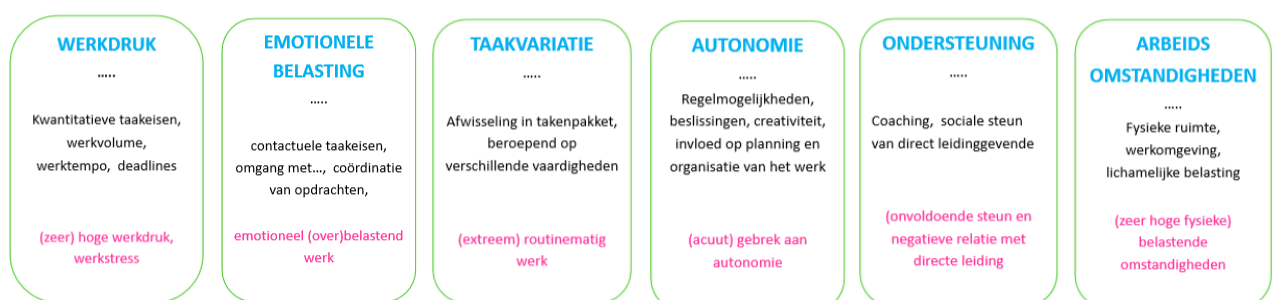 WERKDRUK
.....
Kwantitatieve taakeisen,
werkvolume,
werktempo, deadlines
(zeer) hoge werkdruk,
werkstress
EMOTIONELE
BELASTING
.....
contactuele taakeisen,
omgang met..., coördinatie
van opdrachten,
emotioneel (over)belastend
werk
TAAKVARIATIE
.....
Afwisseling in takenpakket,
beroepend op
verschillende vaardigheden
(extreem) routinematig
werk
AUTONOMIE
.....
Regelmogelijkheden,
beslissingen, creativiteit,
invloed op planning en
organisatie van het werk
(acuut) gebrek aan
autonomie
ONDERSTEUNING
.....
Coaching, sociale steun
van direct leidinggevende
(onvoldoende steun en
negatieve relatie met
directe leiding
ARBEIDS
OMSTANDIGHEDEN
.....
Fysieke ruimte,
werkomgeving,
lichamelijke belasting
(zeer hoge fysieke)
belastende
omstandigheden